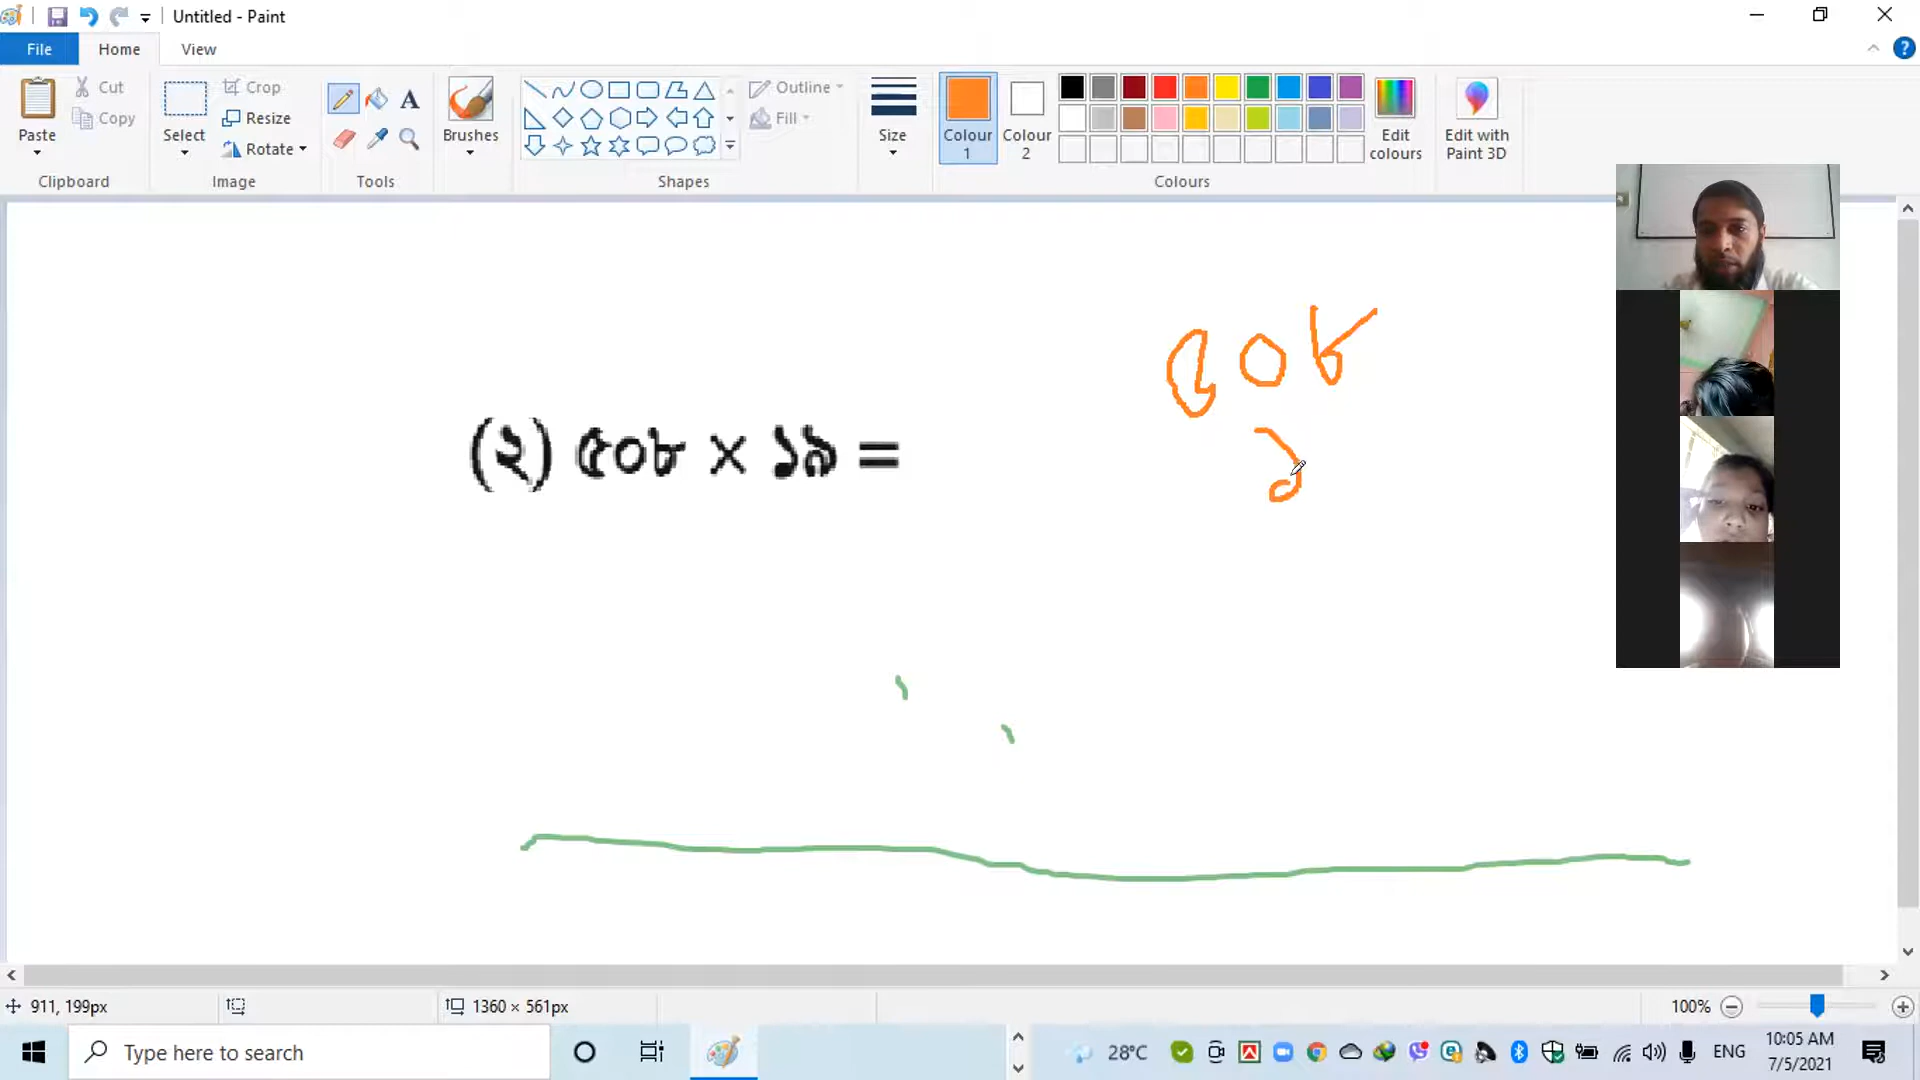 Untitled - Paint
File Home View
Paste
Cut
Copy
Clipboard
Select
Crop
Resize
Rotate
Image
A
Tools
Brushes
Shapes
Outline
Fill
Size
Colour 1
Colour 2
Edit colours
Colours
Edit with Paint 3D
৫০৮
১
(২) ৫০৮ × ১৯ =
911, 199px
1360 × 561px
100%
Type here to search
28°C
ENG
10:05 AM
7/5/2021